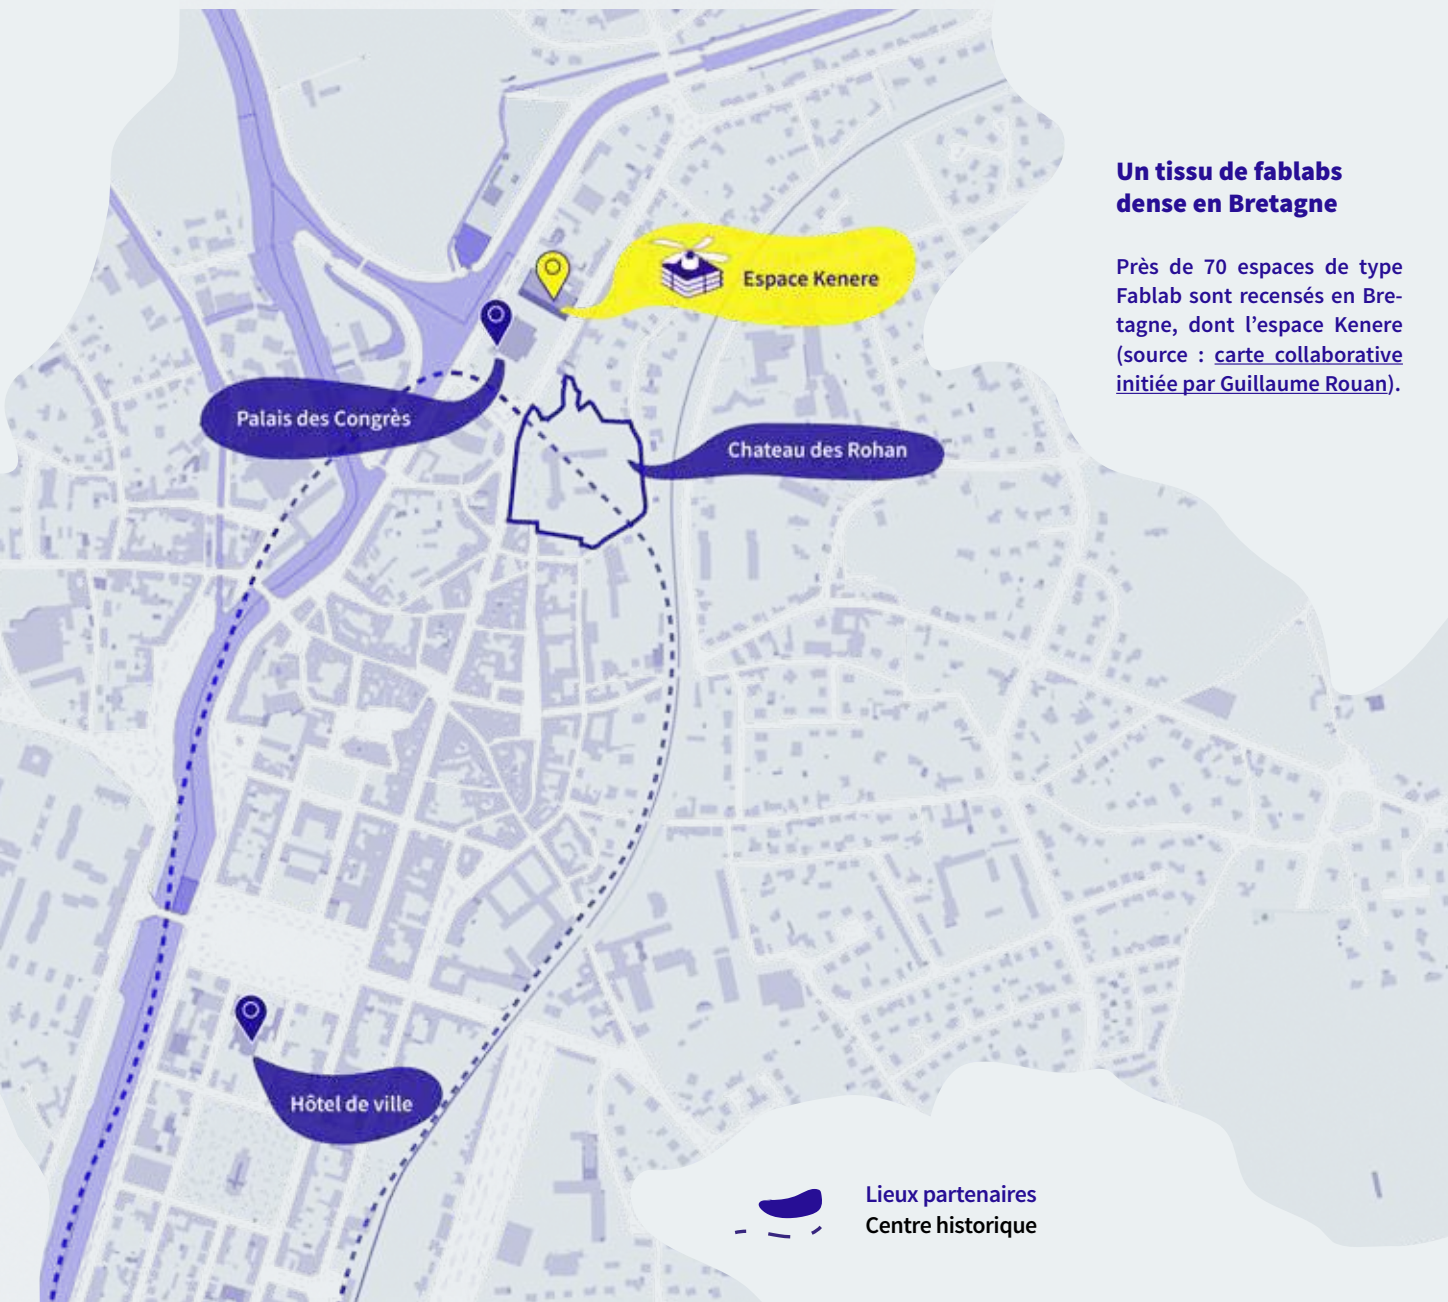 Un tissu de fablabs
dense en Bretagne
Près de 70 espaces de type
Fablab sont recensés en Bre-
tagne, dont l’espace Kenere
(source : carte collaborative
initiée par Guillaume Rouan).
Espace Kenere
Palais des Congrès
Chateau des Rohan
Hôtel de ville
Lieux partenaires
Centre historique